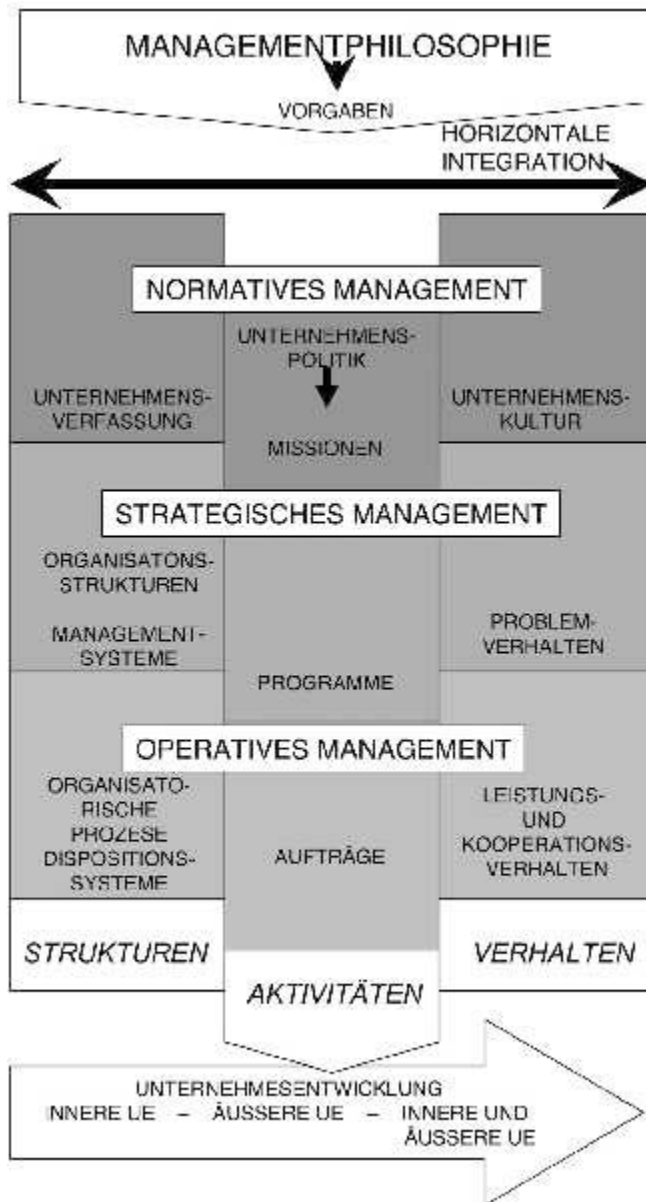 MANAGEMENTPHILOSOPHIE
VORGABEN
HORIZONTALE
INTEGRATION
NORMATIVES MANAGEMENT
UNTERNEHMENS-
POLITIK
UNTERNEHMENS-
VERFASSUNG
MISSIONEN
UNTERNEHMENS-
KULTUR
STRATEGISCHES MANAGEMENT
ORGANISATONS-
STRUKTUREN
MANAGEMENT-
SYSTEME
PROGRAMME
PROBLEM-
VERHALTEN
OPERATIVES MANAGEMENT
ORGANISATO-
RISCHE
PROZESE
DISPOSITIONS-
SYSTEME
AUFTRÄGE
LEISTUNGS-
UND
KOOPERATIONS-
VERHALTEN
STRUKTUREN
AKTIVITÄTEN
VERHALTEN
UNTERNEHMESENTWICKLUNG
INNERE UE – ÄUSSERE UE – INNERE UND
ÄUSSERE UE